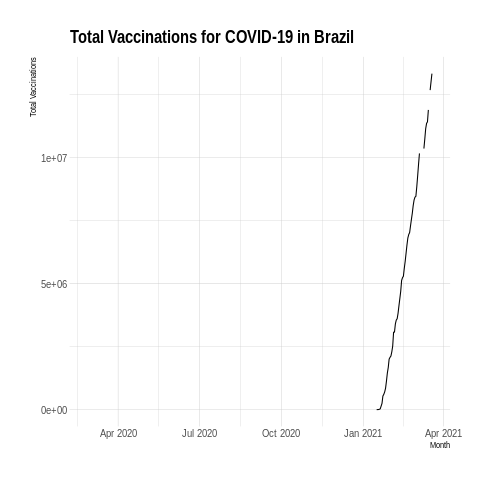 Total Vaccinations for COVID-19 in Brazil
Total Vaccinations
1e+07
5e+06
0e+00
Apr 2020 Jul 2020 Oct 2020 Jan 2021 Apr 2021
Month